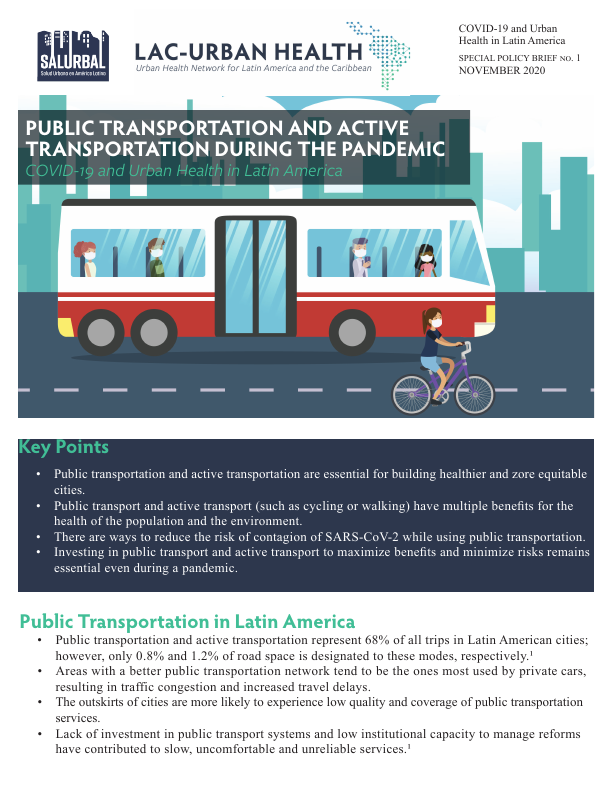 SALURBAL
Salud Urbana en América Latina
LAC-URBAN HEALTH
Urban Health Network for Latin America and the Caribbean
COVID-19 and Urban
Health in Latin America
SPECIAL POLICY BRIEF NO. 1
NOVEMBER 2020
PUBLIC TRANSPORTATION AND ACTIVE
TRANSPORTATION DURING THE PANDEMIC
COVID-19 and Urban Health in Latin America
Key Points
• Public transportation and active transportation are essential for building healthier and zore equitable
cities.
• Public transport and active transport (such as cycling or walking) have multiple benefits for the
health of the population and the environment.
• There are ways to reduce the risk of contagion of SARS-CoV-2 while using public transportation.
• Investing in public transport and active transport to maximize benefits and minimize risks remains
essential even during a pandemic.
Public Transportation in Latin America
• Public transportation and active transportation represent 68% of all trips in Latin American cities;
however, only 0.8% and 1.2% of road space is designated to these modes, respectively.¹
• Areas with a better public transportation network tend to be the ones most used by private cars,
resulting in traffic congestion and increased travel delays.
• The outskirts of cities are more likely to experience low quality and coverage of public transportation
services.
• Lack of investment in public transport systems and low institutional capacity to manage reforms
have contributed to slow, uncomfortable and unreliable services.¹